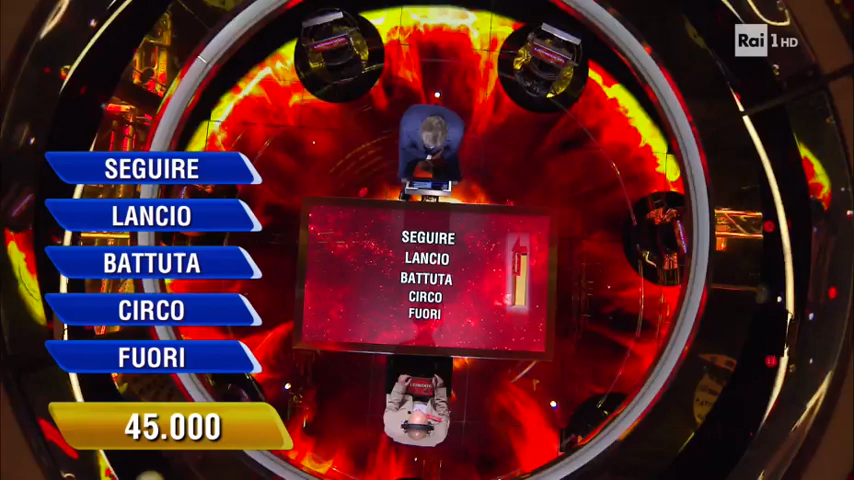 Rai 1 HD
SEGUIRE
LANCIO
BATTUTA
CIRCO
FUORI
45.000
SEGUIRE
LANCIO
BATTUTA
CIRCO
FUORI